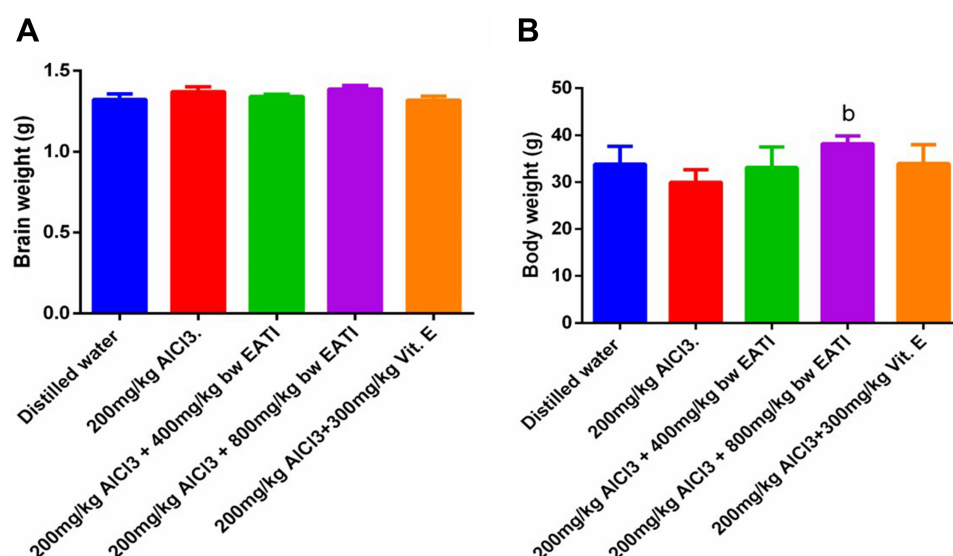 A
Brain weight (g)
1.5
1.0
0.5
0.0
Distilled water
200mg/kg AlCl3.
200mg/kg AlCl3 + 400mg/kg bw EATI
200mg/kg AlCl3 + 800mg/kg bw EATI
200mg/kg AlCl3+300mg/kg Vit. E
B
Body weight (g)
50
40
30
20
10
0
b
Distilled water
200mg/kg AlCl3.
200mg/kg AlCl3 + 400mg/kg bw EATI
200mg/kg AlCl3 + 800mg/kg bw EATI
200mg/kg AlCl3+300mg/kg Vit. E